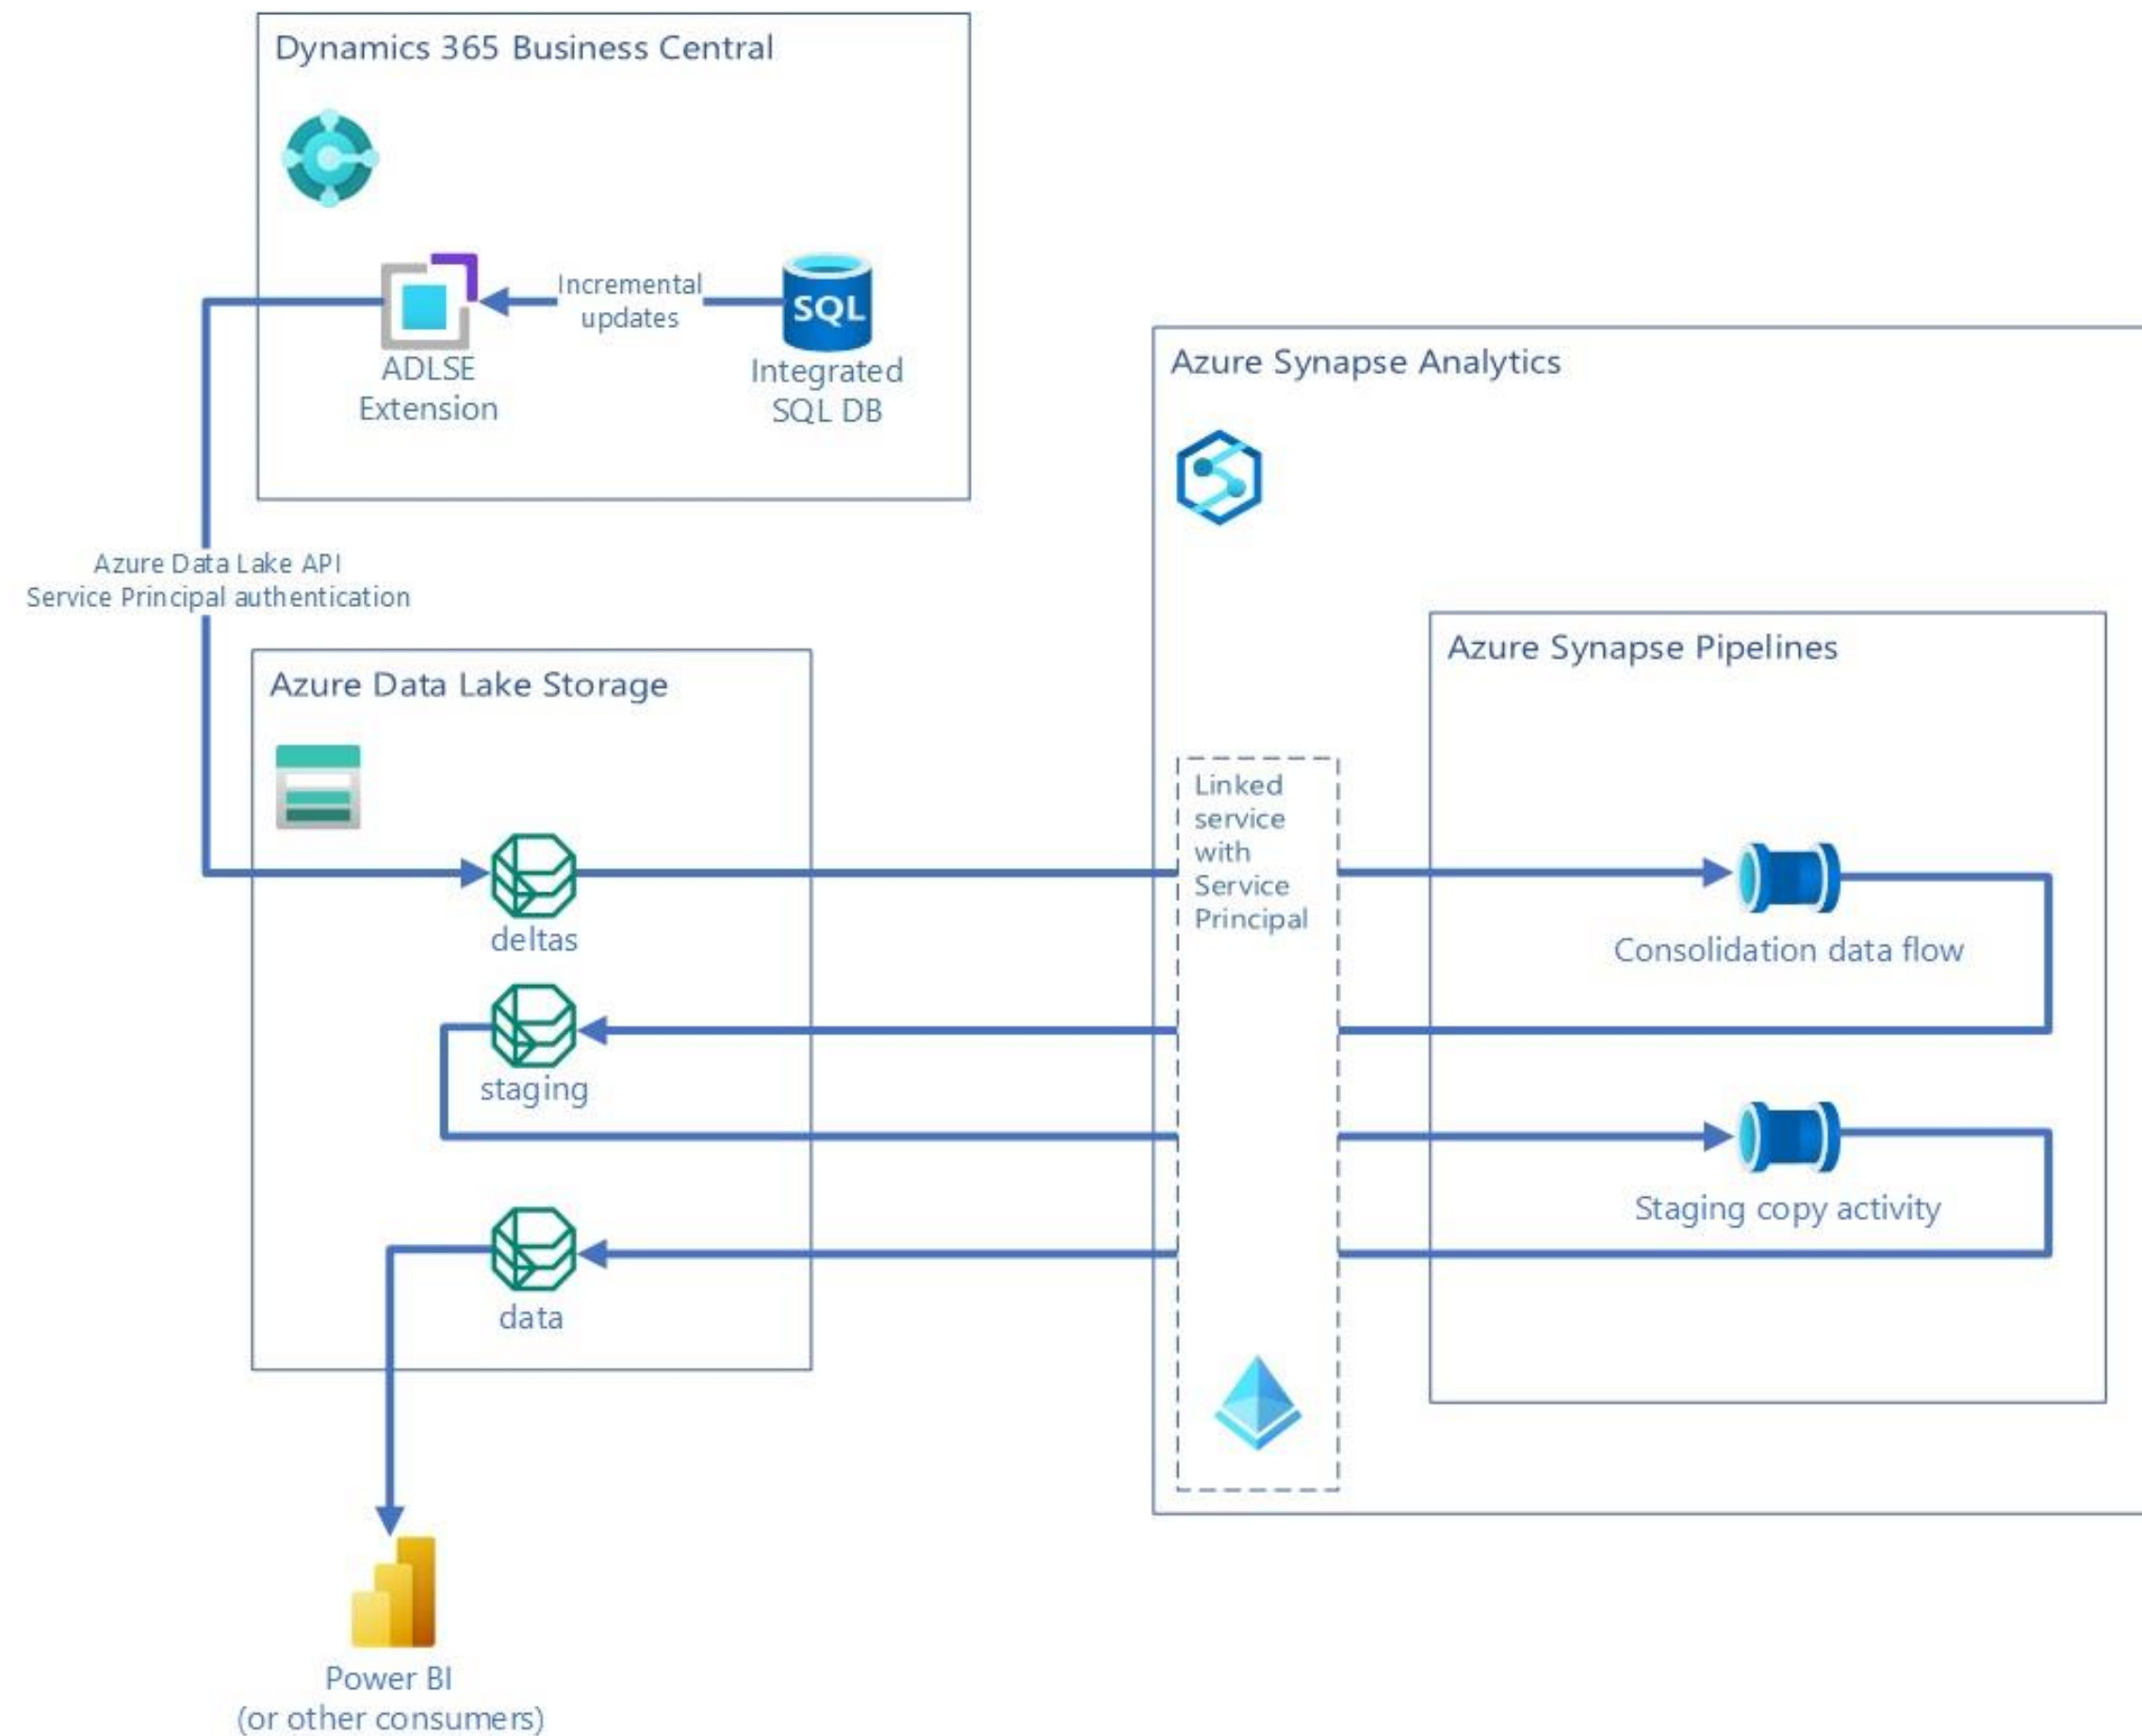 Dynamics 365 Business Central
Incremental
updates
SQL
ADLSE
Extension
Integrated
SQL DB
Azure Synapse Analytics
Azure Data Lake API
Service Principal authentication
Azure Synapse Pipelines
Azure Data Lake Storage
Linked
service
with
Service
Principal
deltas
Consolidation data flow
staging
Staging copy activity
data
Power BI
(or other consumers)